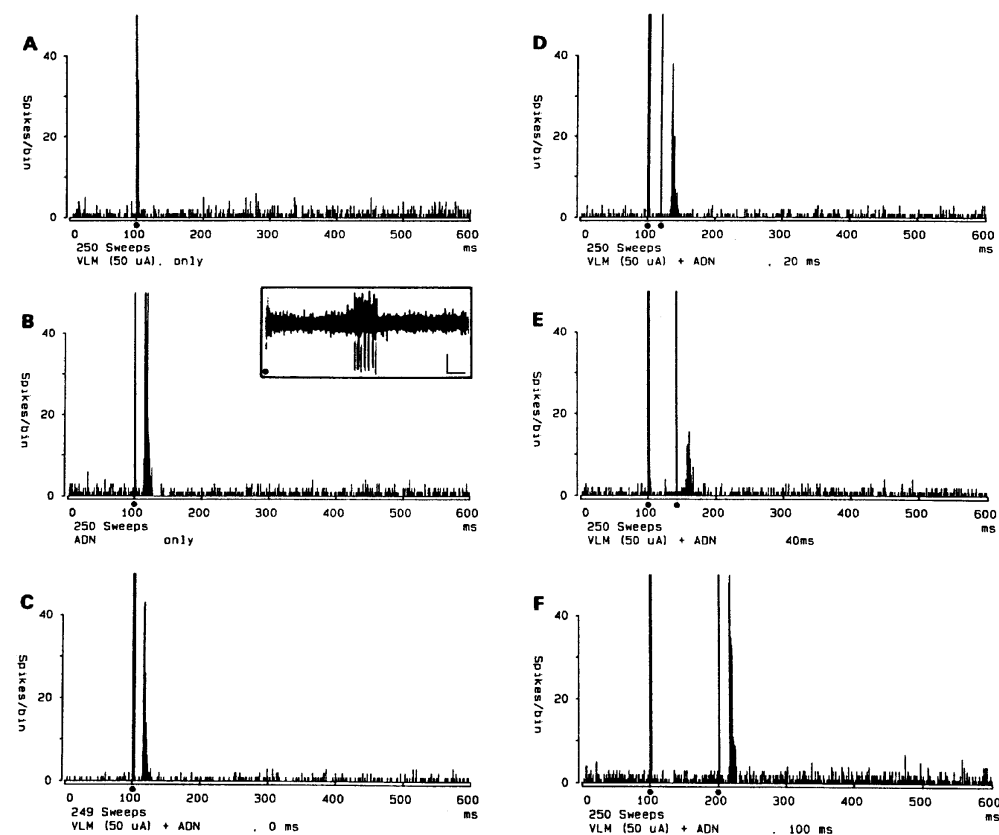 A
40
20
0
Spikes/bin
0 100 200 300 400 500 600
ms
250 Sweeps
VLM (50 uA). only
B
40
20
0
Spikes/bin
0 100 200 300 400 500 600
ms
250 Sweeps
ADN only
C
40
20
0
Spikes/bin
0 100 200 300 400 500 600
ms
249 Sweeps
VLM (50 uA) + ADN . 0 ms
D
40
20
0
Spikes/bin
0 100 200 300 400 500 600
ms
250 Sweeps
VLM (50 uA) + ADN . 20 ms
E
40
20
0
Spikes/bin
0 100 200 300 400 500 600
ms
250 Sweeps
VLM (50 uA) + ADN 40ms
F
40
20
0
Spikes/bin
0 100 200 300 400 500 600
ms
250 Sweeps
VLM (50 uA) + ADN . 100 ms